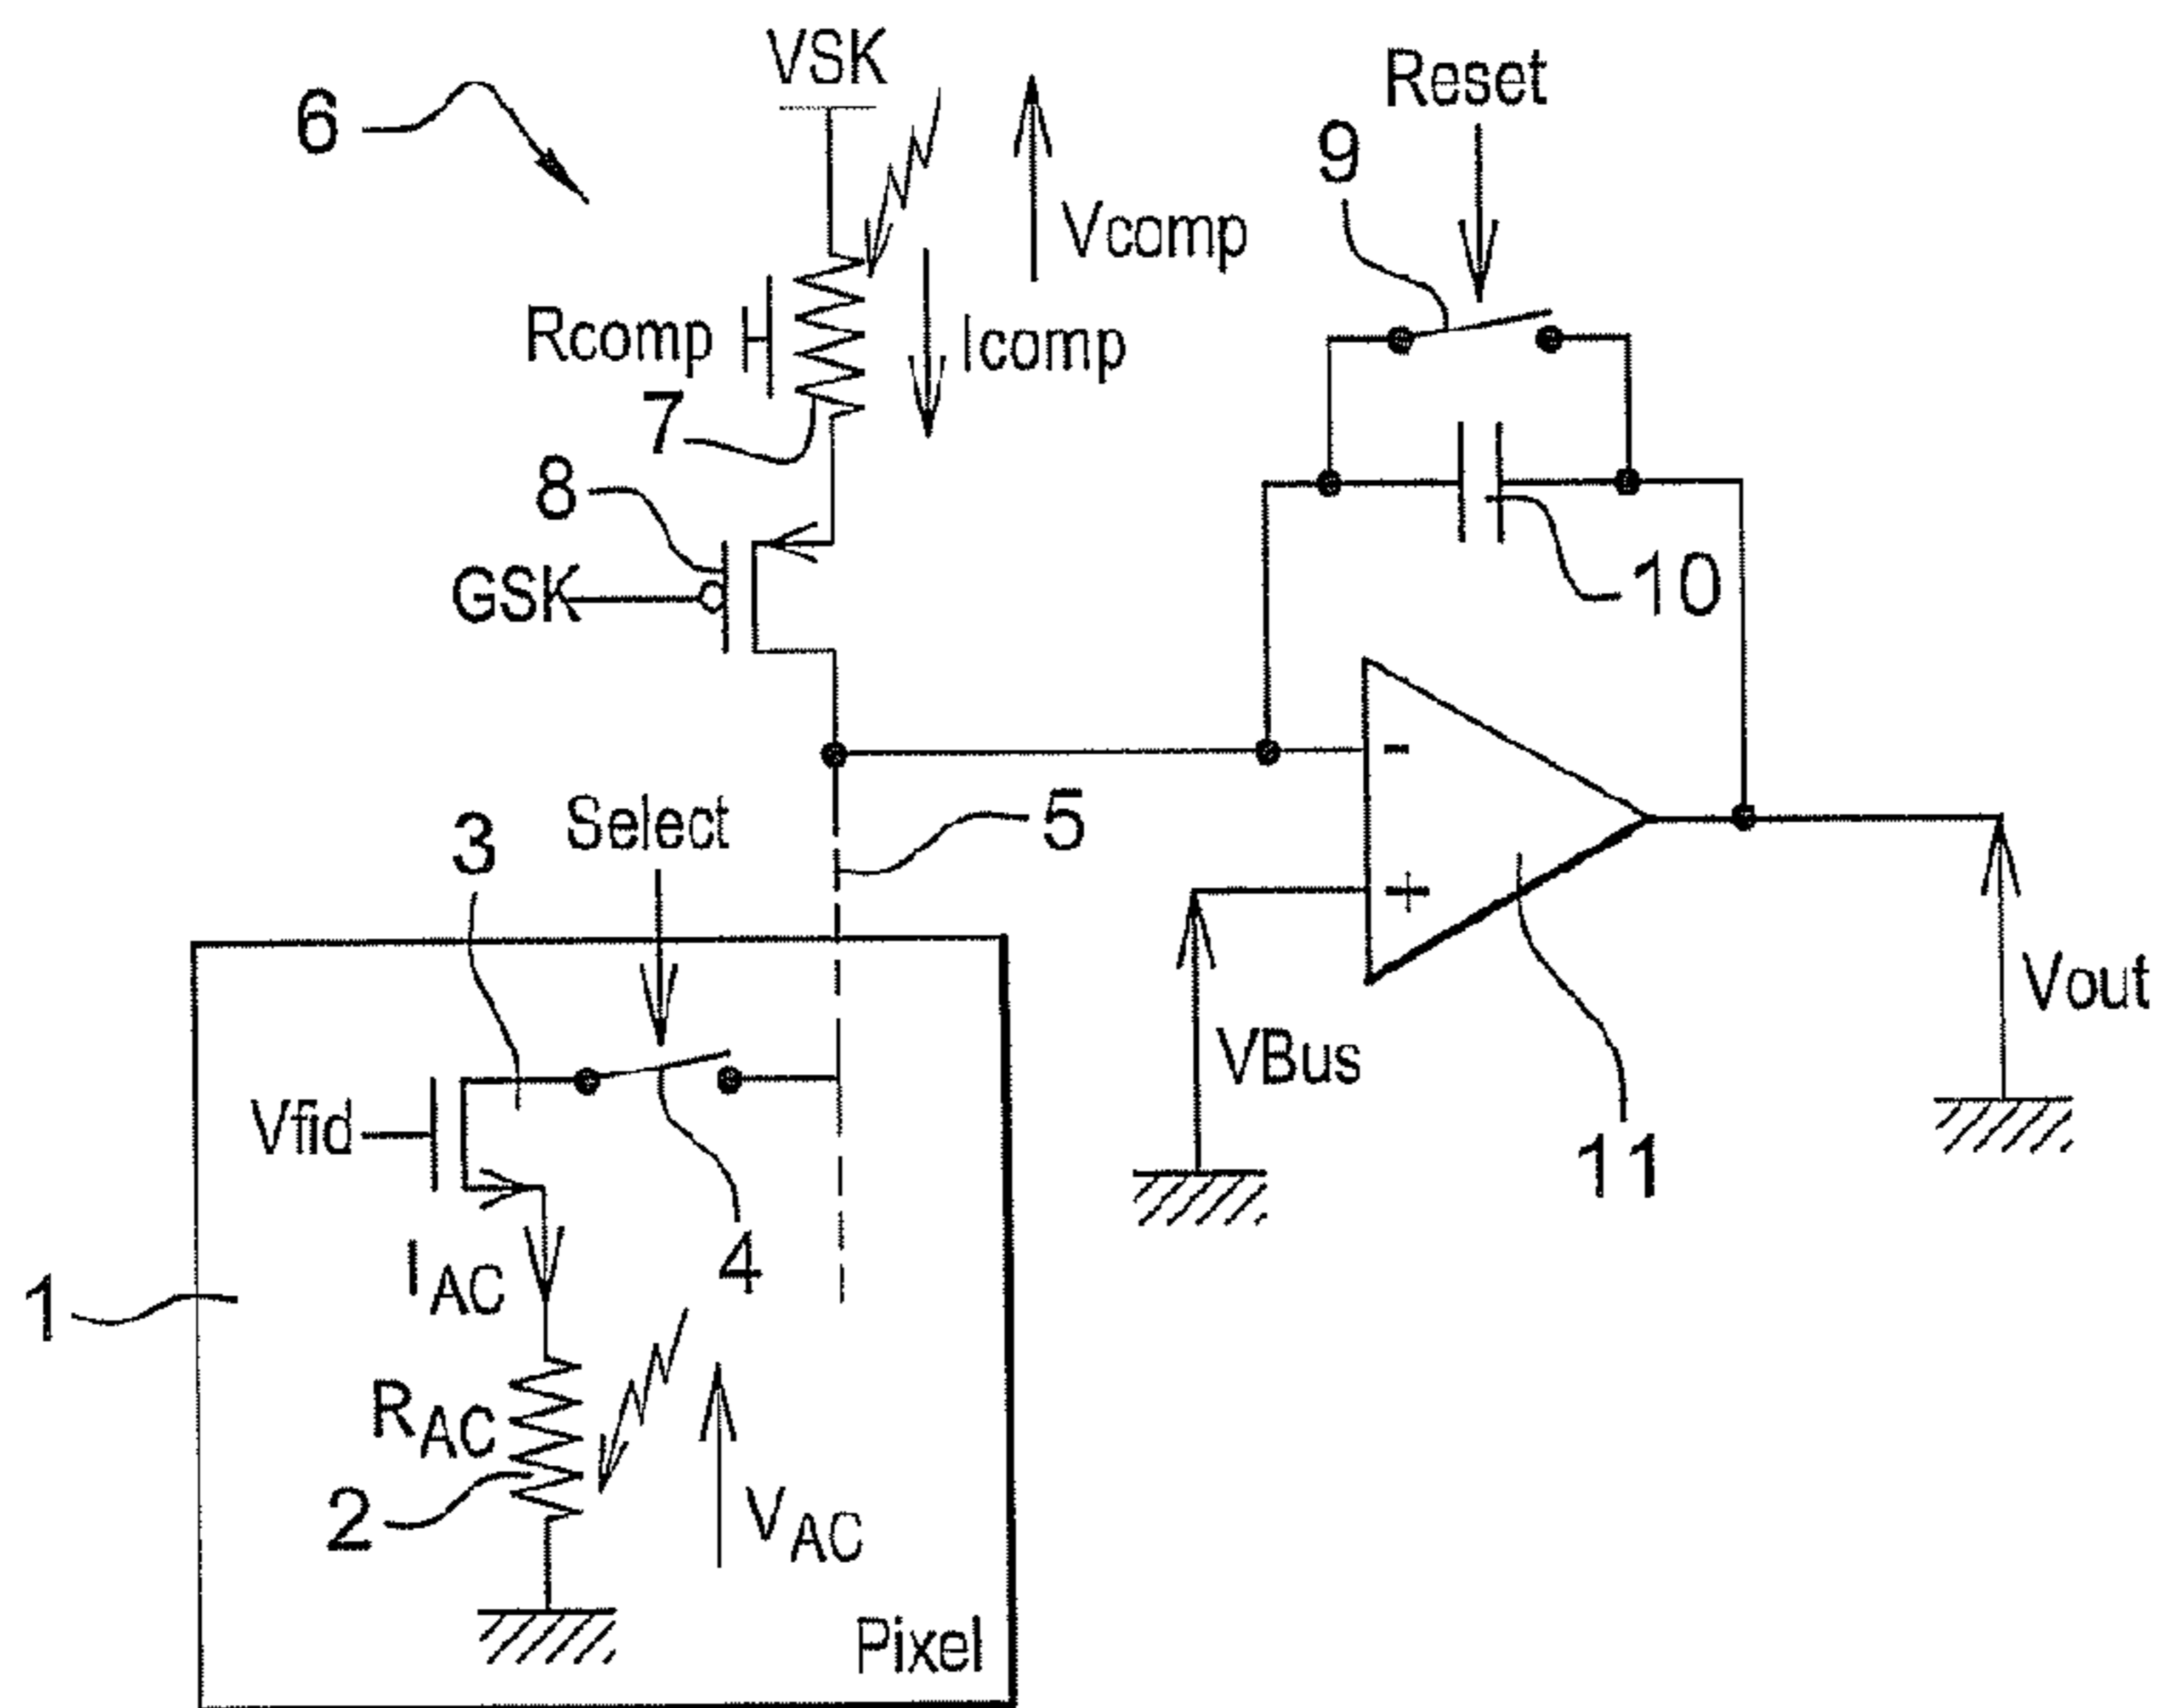 VSK
Reset
6
9
Vcomp
Rcomp
Icomp
7
8
10
GSK
-
Select
5
3
+
Vout
VBus
Vfid
11
4
1
IAC
RAC
2
VAC
Pixel